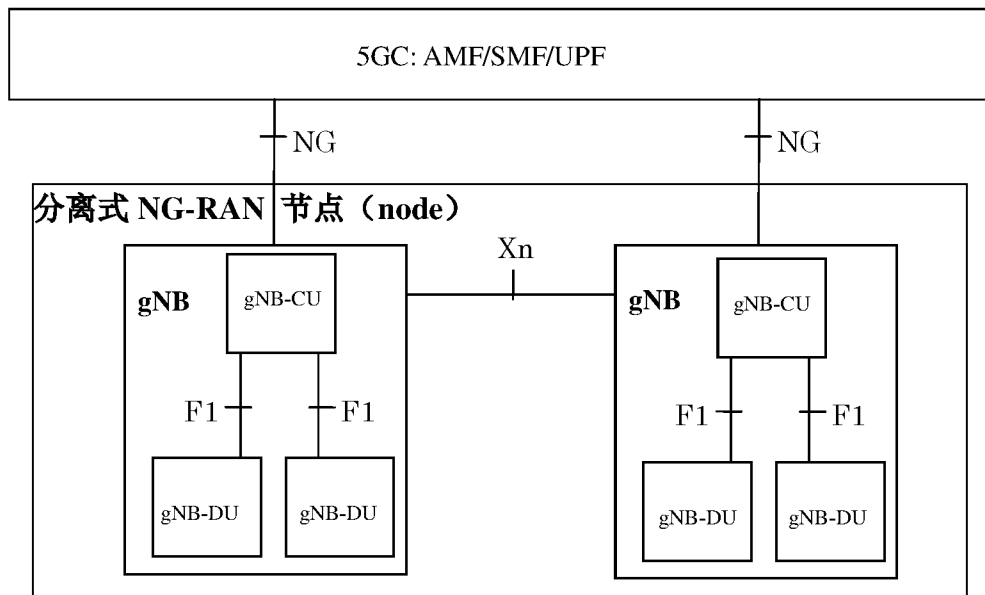 5GC: AMF/SMF/UPF
NG
NG
分离式 NG-RAN 节点（node）
Xn
gNB
gNB-CU
gNB
gNB-CU
F1
F1
F1
F1
gNB-DU
gNB-DU
gNB-DU
gNB-DU